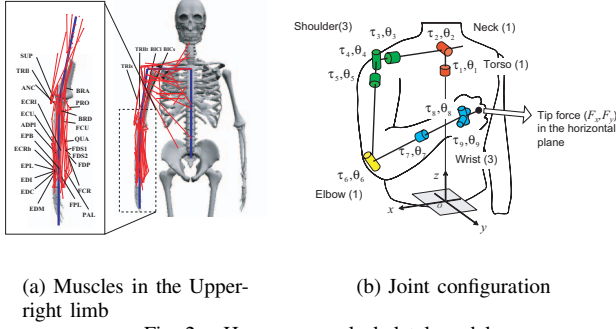 SUP
TRB
ANC
ECRl
ECU
ADPl
EPB
ECRb
EPL
EDI
EDC
EDM
BRA
PRO
BRD
FCU
QUA
FDS1
FDS2
FDP
FCR
FPL
PAL
TRBt BICl BICs
TRBs
Shoulder(3)
τ3,θ3
τ4,θ4
τ5,θ5
Neck (1)
τ2,θ2
Torso (1)
τ1,θ1
τ8,θ8
τ9,θ9
τ7,θ7
Wrist (3)
Tip force (Fx,Fy)
in the horizontal
plane
τ6,θ6
Elbow (1)
z
x
o
y
(a) Muscles in the Upper-
right limb
(b) Joint configuration